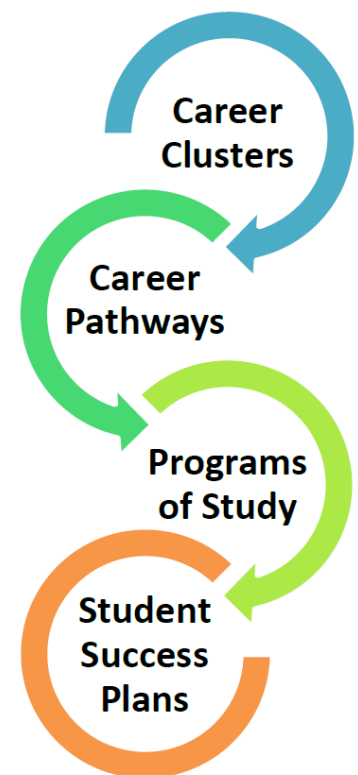 Career
Clusters
Career
Pathways
Programs
of Study
Student
Success
Plans